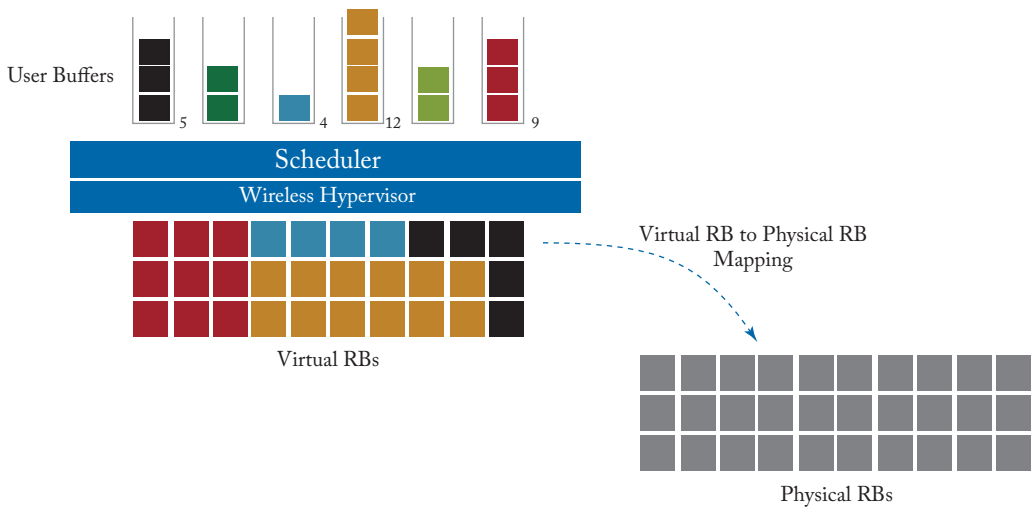 User Buffers
5
4
12
9
Scheduler
Wireless Hypervisor
Virtual RB to Physical RB
Mapping
Virtual RBs
Physical RBs